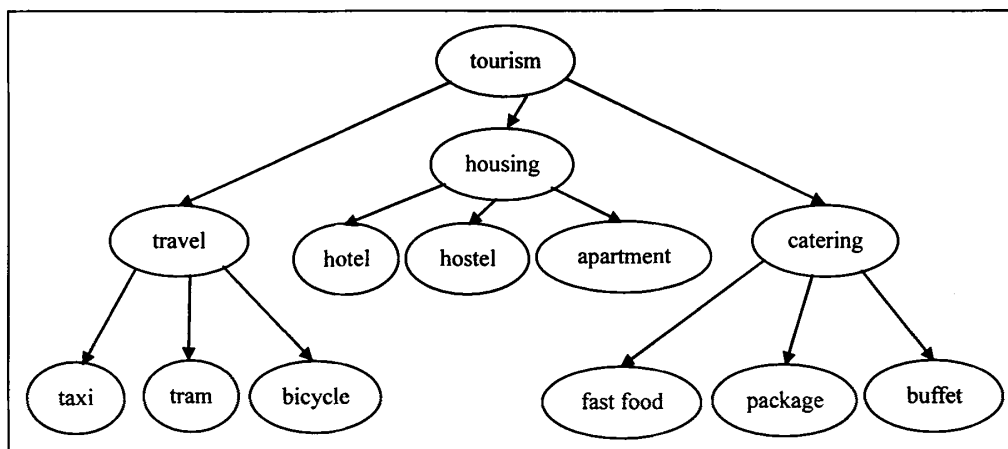 tourism
housing
travel
hotel
hostel
apartment
catering
taxi
tram
bicycle
fast food
package
buffet